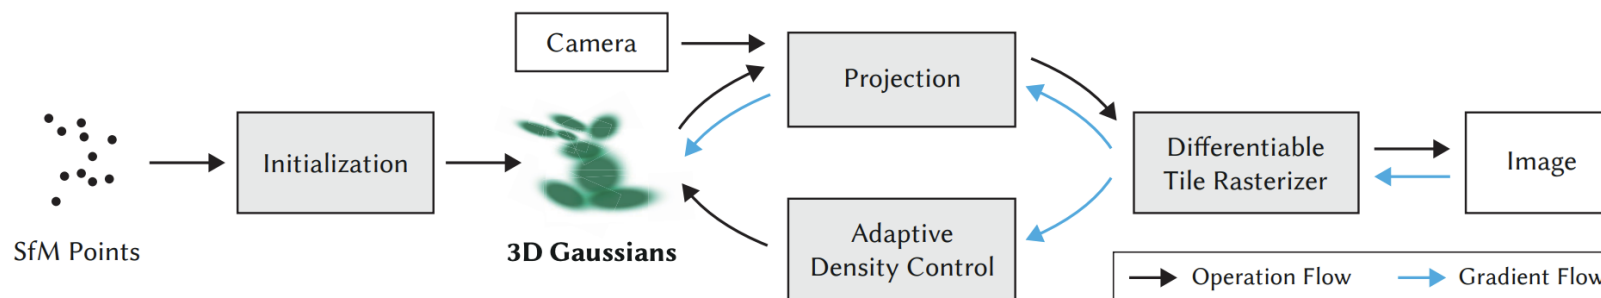 Camera
Projection
Initialization
Differentiable
Tile Rasterizer
Image
SfM Points
3D Gaussians
Adaptive
Density Control
Operation Flow
Gradient Flow